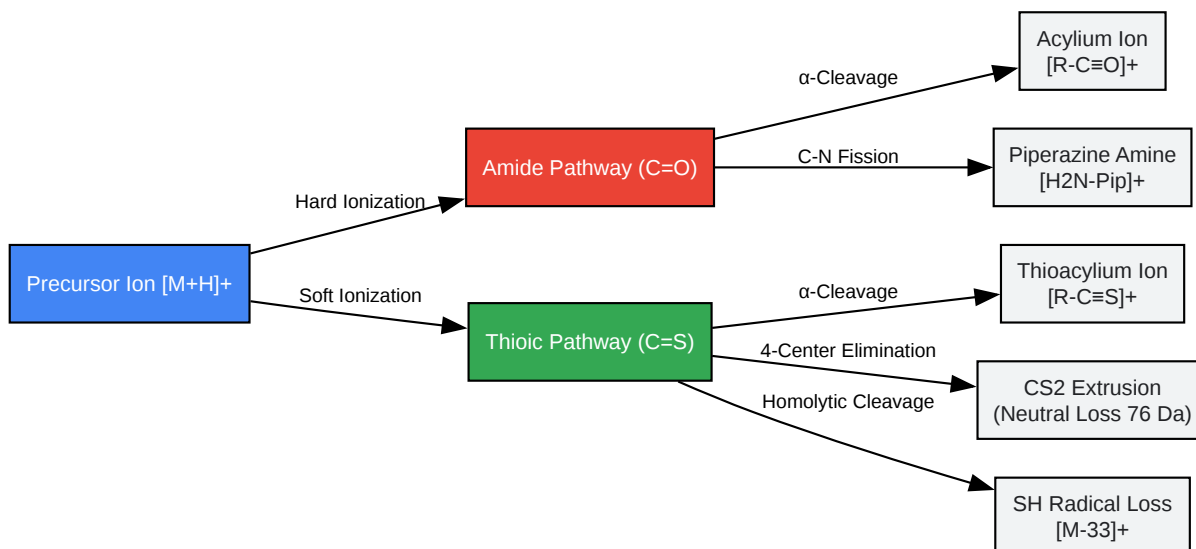 Precursor Ion [M+H]+
Hard Ionization
Soft Ionization
Amide Pathway (C=O)
Thioic Pathway (C=S)
α-Cleavage
C-N Fission
α-Cleavage
4-Center Elimination
Homolytic Cleavage
Acylium Ion
[R-C≡O]+
Piperazine Amine
[H2N-Pip]+
Thioacylium Ion
[R-C≡S]+
CS2 Extrusion
(Neutral Loss 76 Da)
SH Radical Loss
[M-33]+